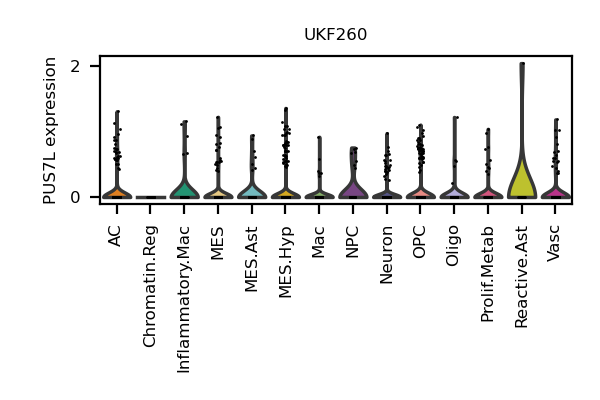 UKF260
PUS7L expression
2
0
AC
Chromatin.Reg
Inflammatory.Mac
MES
MES.Ast
MES.Hyp
Mac
NPC
Neuron
OPC
Oligo
Prolif.Metab
Reactive.Ast
Vasc